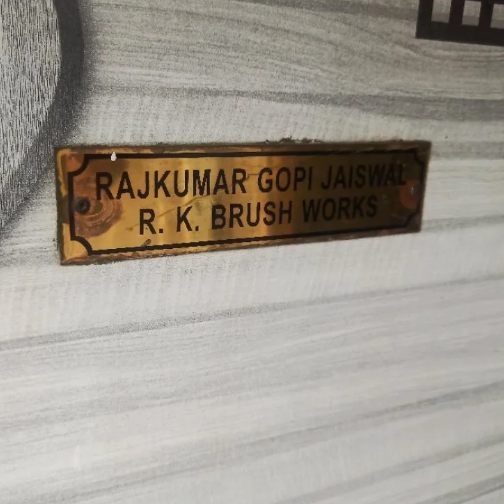 RAJKUMAR GOPI JAISWAL
R. K. BRUSH WORKS